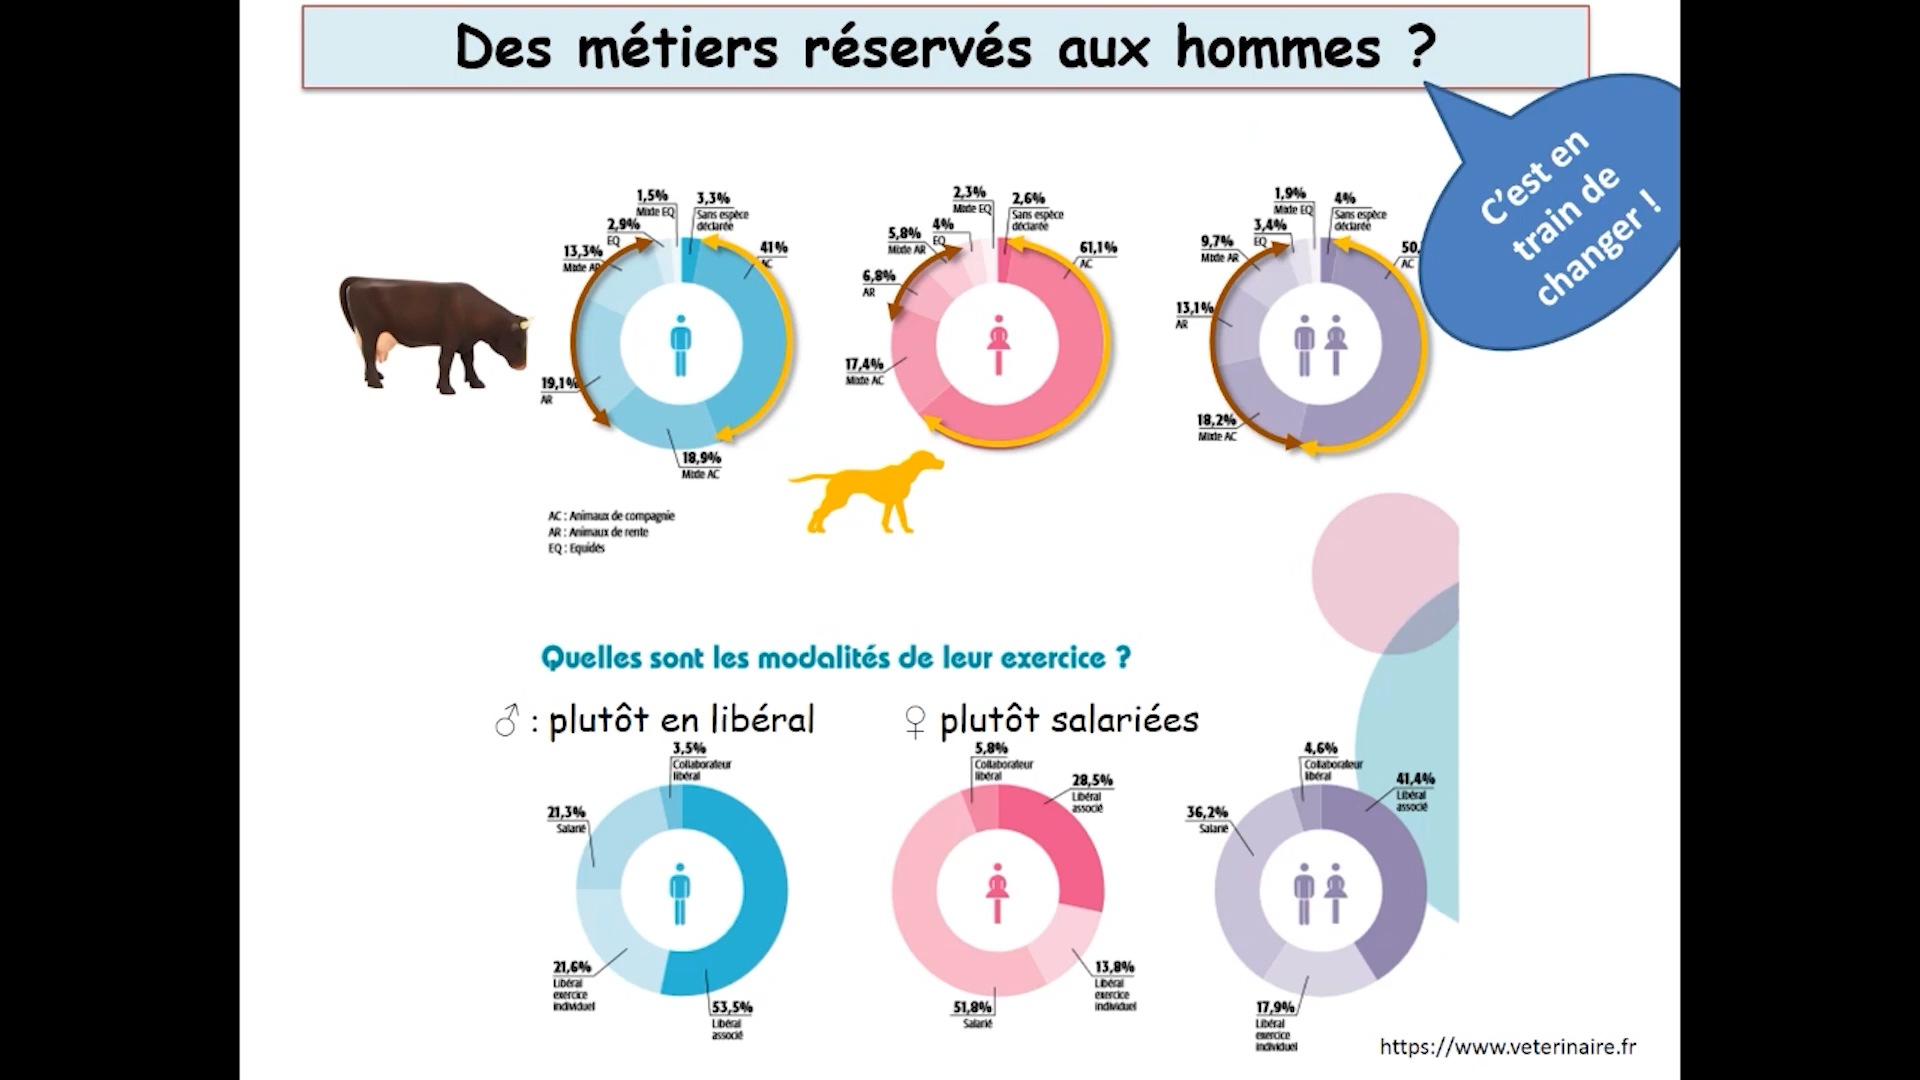 Des métiers réservés aux hommes ?
C'est en
train de
changer !
1,5%
Mixte EQ
3,3%
Sans espèce
déclarée
2,9%
EQ
13,3%
Mixte AR
41%
AC
19,1%
AR
18,9%
Mixte AC
2,3%
Mixte EQ
2,6%
Sans espèce
déclarée
4%
EQ
5,8%
Mixte AR
6,8%
AR
61,1%
AC
17,4%
Mixte AC
1,9%
Mixte EQ
4%
Sans espèce
déclarée
3,4%
EQ
9,7%
Mixte AR
50,
AC
13,1%
AR
18,2%
Mixte AC
AC : Animaux de compagnie
AR : Animaux de rente
EQ : Equidés
Quelles sont les modalités de leur exercice ?
♂ : plutôt en libéral
♀ plutôt salariées
3,5%
Collaborateur
libéral
21,3%
Salarié
21,6%
Libéral
exercice
individuel
53,5%
Libéral
associé
5,8%
Collaborateur
libéral
28,5%
Libéral
associé
13,8%
Libéral
exercice
individuel
51,8%
Salarié
4,6%
Collaborateur
libéral
41,4%
Libéral
associé
36,2%
Salarié
17,9%
Libéral
exercice
individuel
https://www.veterinaire.fr